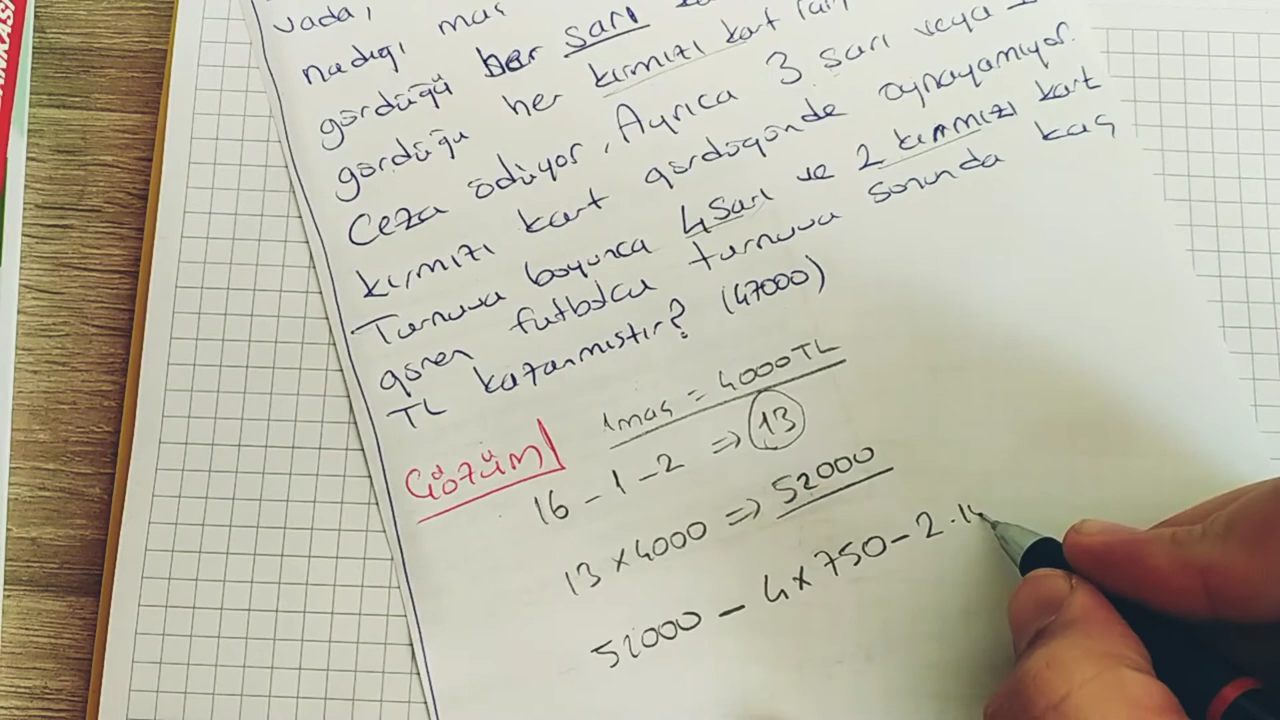 vada,
nadığı maç
gördüğü her sarı
gördüğü her kırmızı kart için
Ceza ödüyor. Ayrıca 3 sarı veya
kırmızı kart gördüğünde oynayamıyor.
Turnuva boyunca 4 sarı ve 2 kırmızı kart
gören futbolcu turnuva sonunda kaç
TL kazanmıştır? (47000)
Çözüm
1 maç = 4000 TL
16 - 1 - 2 ⇒ 13
13 x 4000 ⇒ 52000
52000 - 4 x 750 - 2 . 1
ANKASI